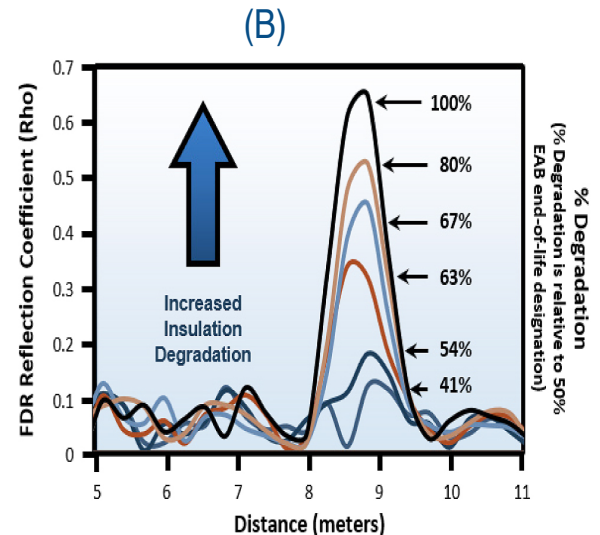 (B)
FDR Reflection Coefficient (Rho)
0.7
0.6
0.5
0.4
0.3
0.2
0.1
0
Increased
Insulation
Degradation
100%
80%
67%
63%
54%
41%
% Degradation
(% Degradation is relative to 50%
EAB end-of-life designation)
5
6
7
8
9
10
11
Distance (meters)